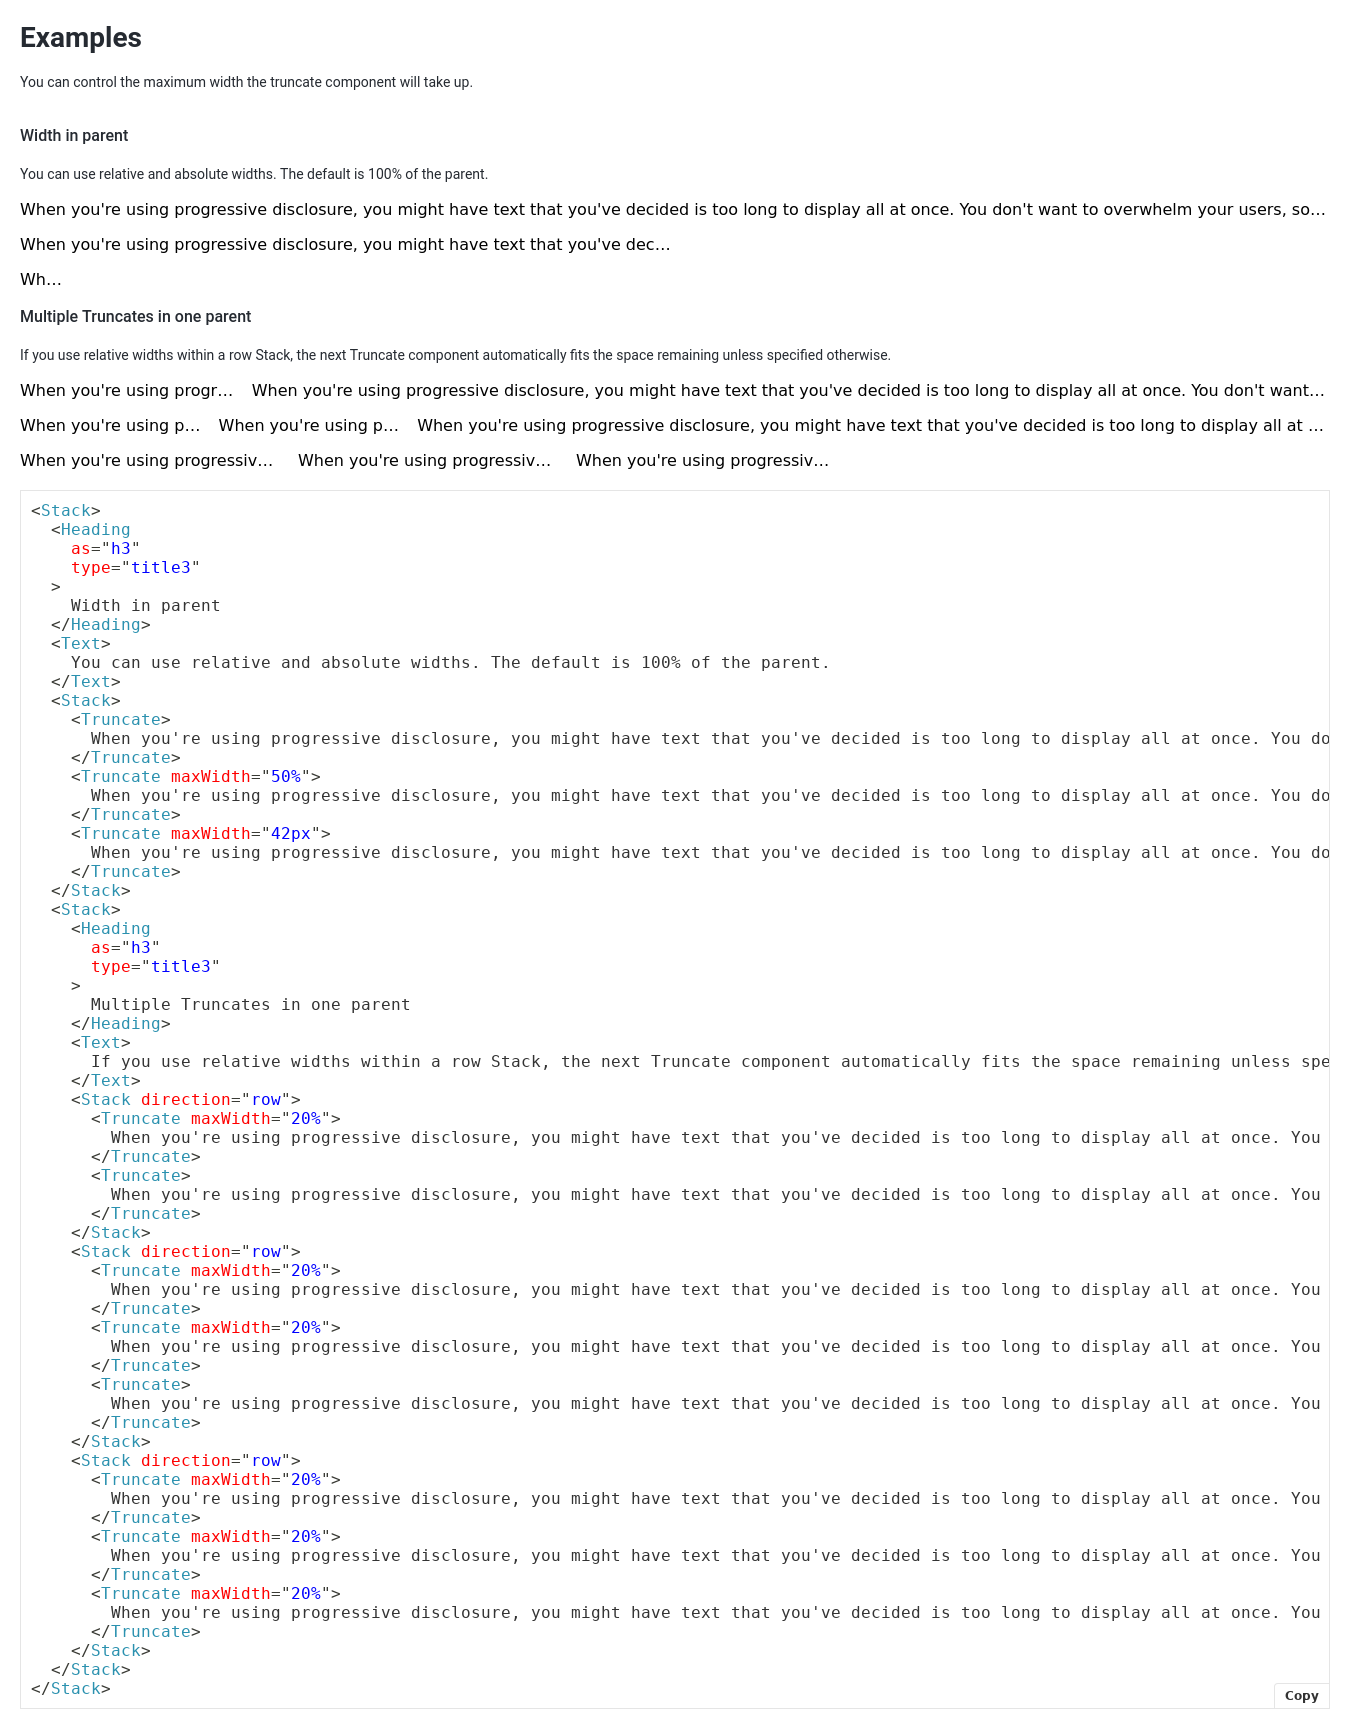 Examples
You can control the maximum width the truncate component will take up.
Width in parent
You can use relative and absolute widths. The default is 100% of the parent.
When you're using progressive disclosure, you might have text that you've decided is too long to display all at once. You don't want to overwhelm your users, so…
When you're using progressive disclosure, you might have text that you've dec…
Wh…
Multiple Truncates in one parent
If you use relative widths within a row Stack, the next Truncate component automatically fits the space remaining unless specified otherwise.
When you're using progr… When you're using progressive disclosure, you might have text that you've decided is too long to display all at once. You don't want…
When you're using p… When you're using p… When you're using progressive disclosure, you might have text that you've decided is too long to display all at …
When you're using progressiv… When you're using progressiv… When you're using progressiv…
<Stack>
  <Heading
    as="h3"
    type="title3"
  >
    Width in parent
  </Heading>
  <Text>
    You can use relative and absolute widths. The default is 100% of the parent.
  </Text>
  <Stack>
    <Truncate>
      When you're using progressive disclosure, you might have text that you've decided is too long to display all at once. You do
    </Truncate>
    <Truncate maxWidth="50%">
      When you're using progressive disclosure, you might have text that you've decided is too long to display all at once. You do
    </Truncate>
    <Truncate maxWidth="42px">
      When you're using progressive disclosure, you might have text that you've decided is too long to display all at once. You do
    </Truncate>
  </Stack>
  <Stack>
    <Heading
      as="h3"
      type="title3"
    >
      Multiple Truncates in one parent
    </Heading>
    <Text>
      If you use relative widths within a row Stack, the next Truncate component automatically fits the space remaining unless spe
    </Text>
    <Stack direction="row">
      <Truncate maxWidth="20%">
        When you're using progressive disclosure, you might have text that you've decided is too long to display all at once. You
      </Truncate>
      <Truncate>
        When you're using progressive disclosure, you might have text that you've decided is too long to display all at once. You
      </Truncate>
    </Stack>
    <Stack direction="row">
      <Truncate maxWidth="20%">
        When you're using progressive disclosure, you might have text that you've decided is too long to display all at once. You
      </Truncate>
      <Truncate maxWidth="20%">
        When you're using progressive disclosure, you might have text that you've decided is too long to display all at once. You
      </Truncate>
      <Truncate>
        When you're using progressive disclosure, you might have text that you've decided is too long to display all at once. You
      </Truncate>
    </Stack>
    <Stack direction="row">
      <Truncate maxWidth="20%">
        When you're using progressive disclosure, you might have text that you've decided is too long to display all at once. You
      </Truncate>
      <Truncate maxWidth="20%">
        When you're using progressive disclosure, you might have text that you've decided is too long to display all at once. You
      </Truncate>
      <Truncate maxWidth="20%">
        When you're using progressive disclosure, you might have text that you've decided is too long to display all at once. You
      </Truncate>
    </Stack>
  </Stack>
</Stack>
Copy